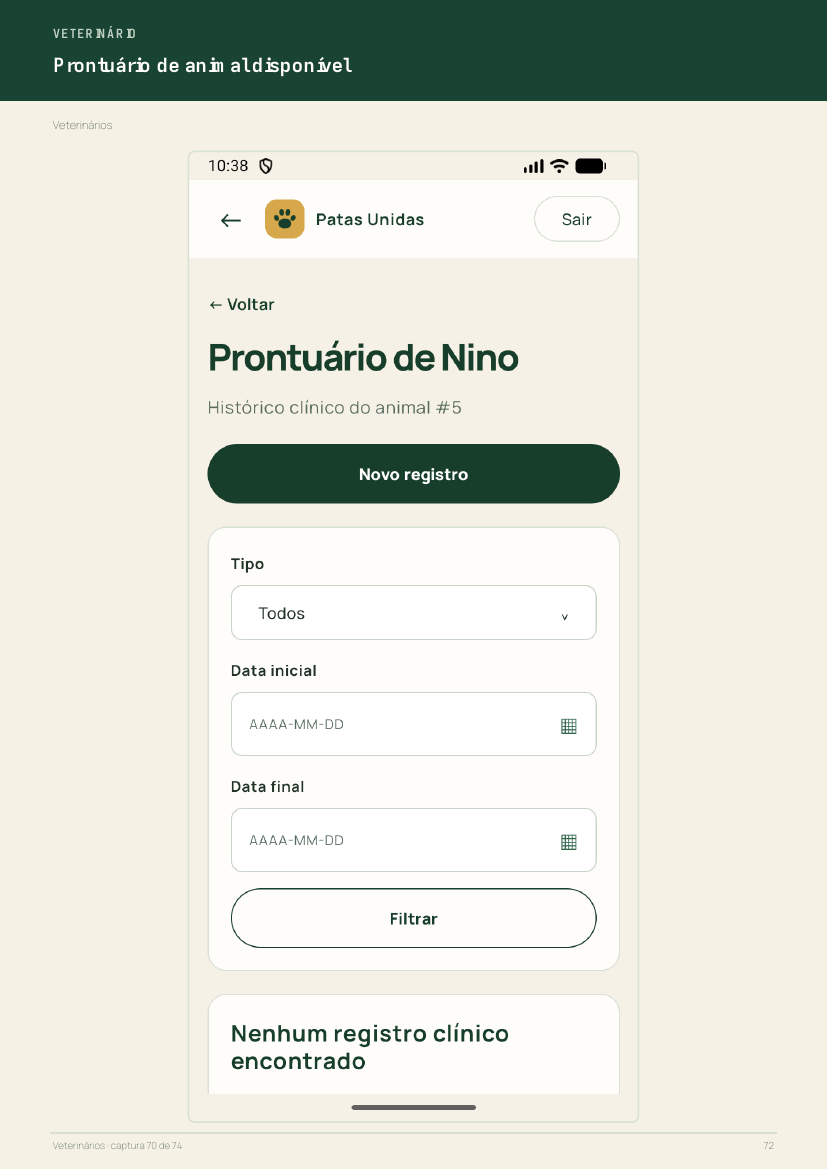 VETERINÁRIO
Prontuário de animal disponível
Veterinários
10:38
Patas Unidas
Sair
← Voltar
Prontuário de Nino
Histórico clínico do animal #5
Novo registro
Tipo
Todos
Data inicial
AAAA-MM-DD
Data final
AAAA-MM-DD
Filtrar
Nenhum registro clínico
encontrado
Veterinários · captura 70 de 74
72